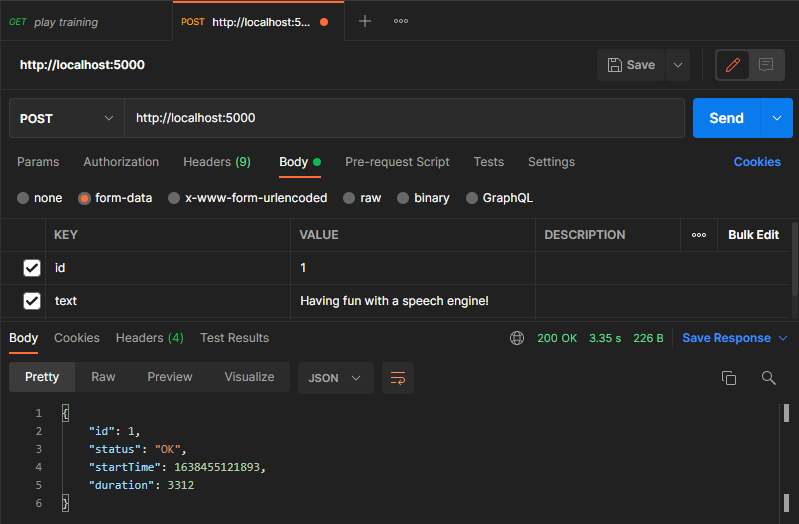 GET play training POST http://localhost:5...
http://localhost:5000 Save
POST http://localhost:5000 Send
Params Authorization Headers (9) Body Pre-request Script Tests Settings Cookies
none form-data x-www-form-urlencoded raw binary GraphQL
KEY VALUE DESCRIPTION Bulk Edit
id 1
text Having fun with a speech engine!
Body Cookies Headers (4) Test Results 200 OK 3.35 s 226 B Save Response
Pretty Raw Preview Visualize JSON
1 {
2 "id": 1,
3 "status": "OK",
4 "startTime": 1638455121893,
5 "duration": 3312
6 }